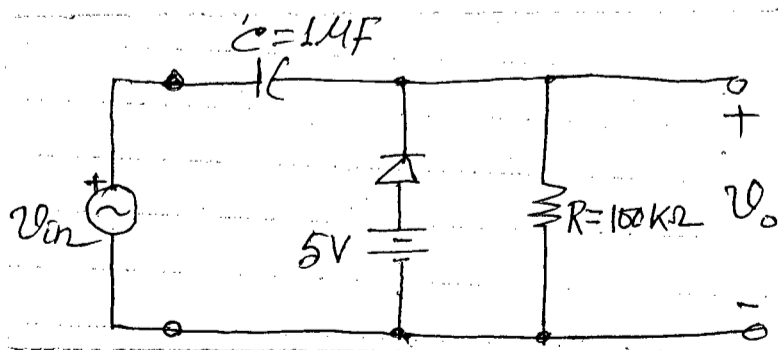 C=1μF
+
+
Vin
5V
R=100KΩ
Vo
-